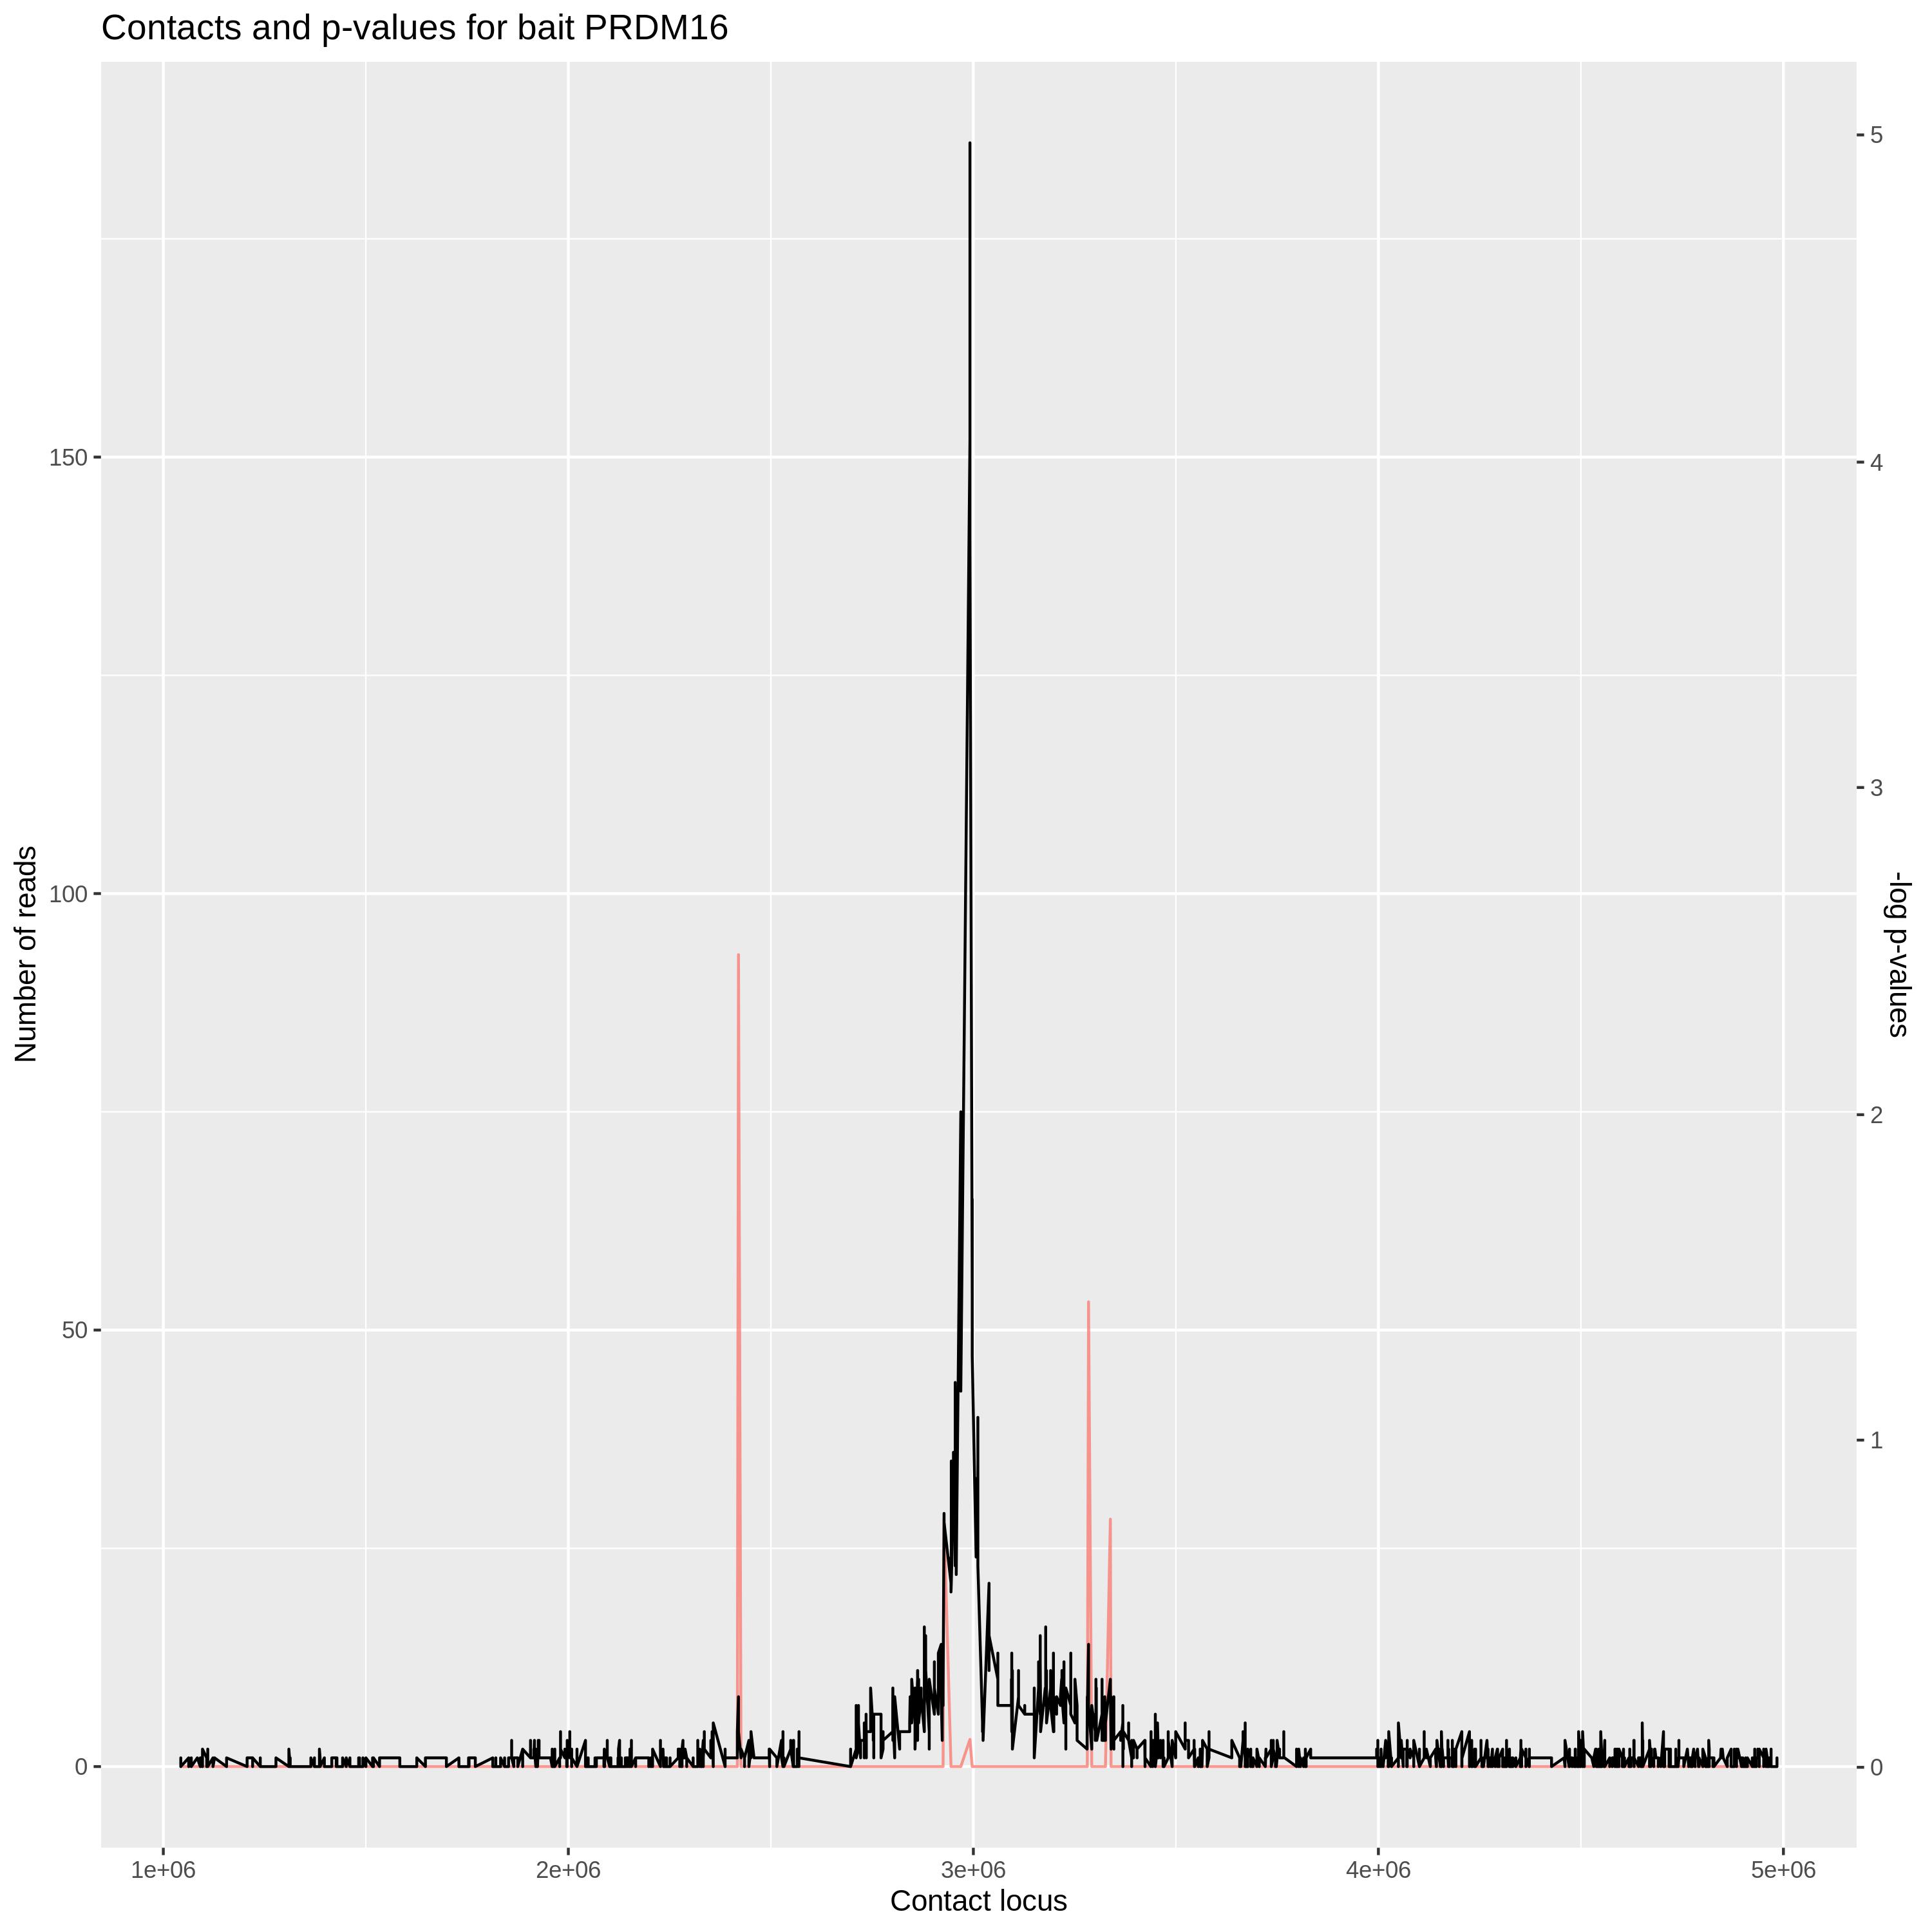 Contacts and p-values for bait PRDM16
Number of reads
150
100
50
0
5
4
3
2
1
0
-log p-values
1e+06
2e+06
3e+06
4e+06
5e+06
Contact locus